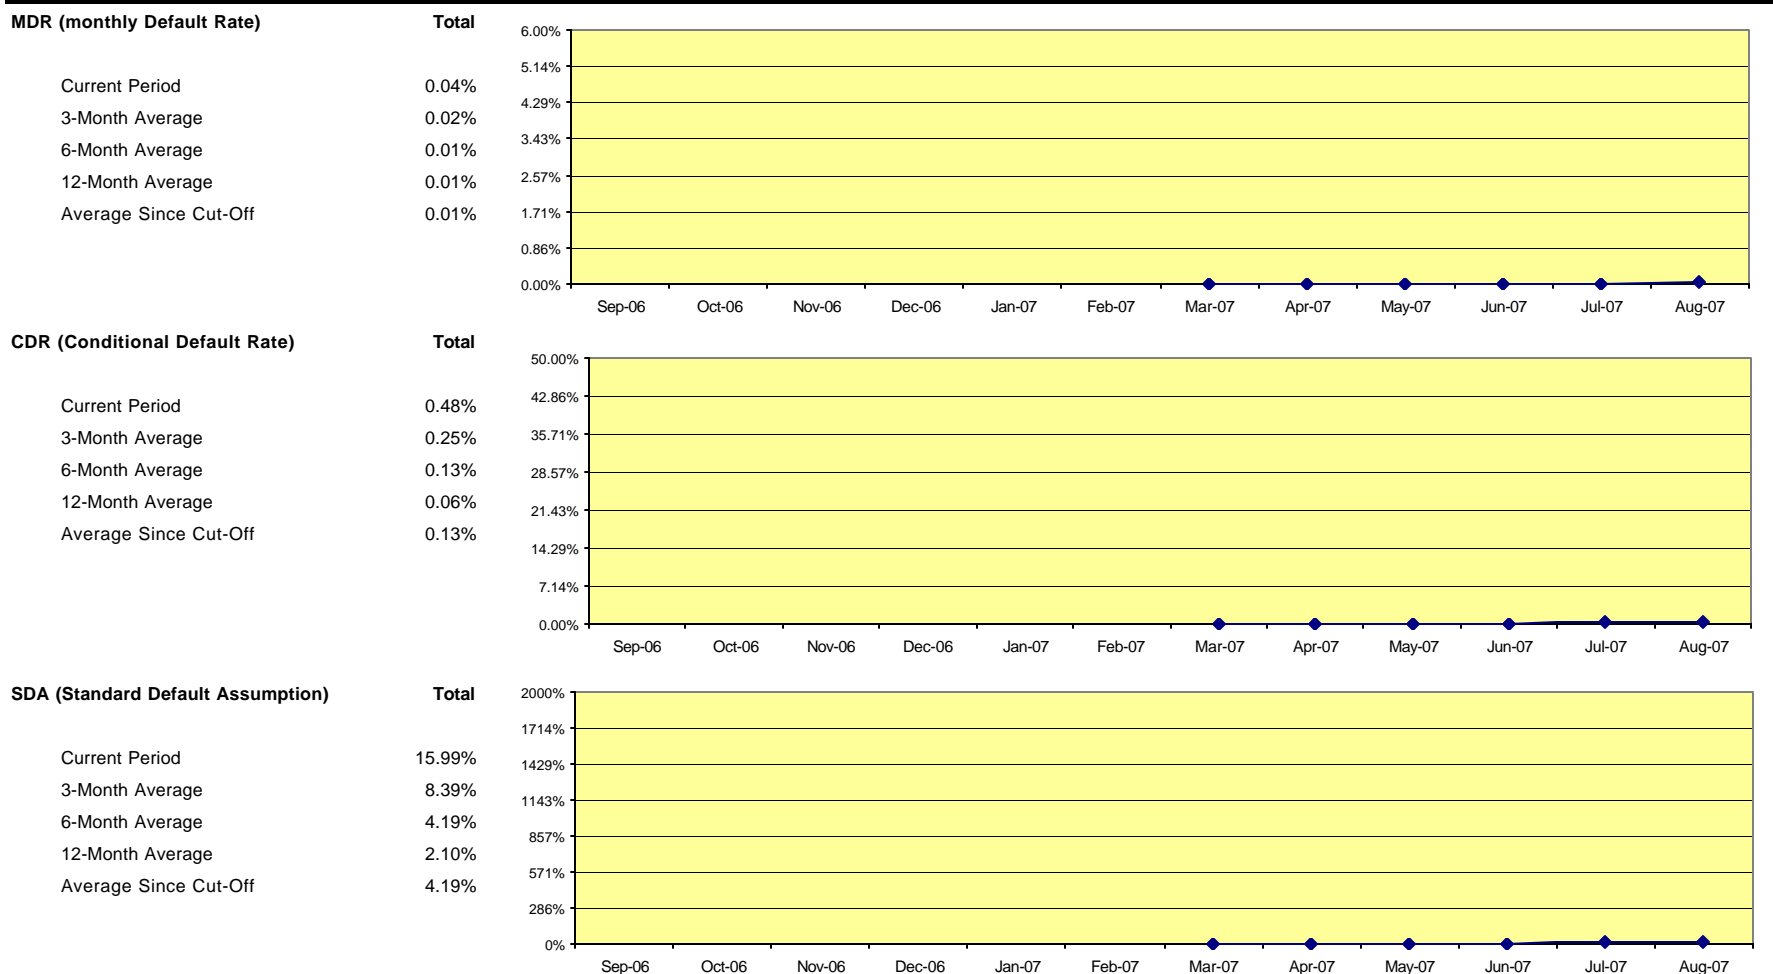 MDR (monthly Default Rate) Total
Current Period 0.04%
3-Month Average 0.02%
6-Month Average 0.01%
12-Month Average 0.01%
Average Since Cut-Off 0.01%
6.00%
5.14%
4.29%
3.43%
2.57%
1.71%
0.86%
0.00%
Sep-06 Oct-06 Nov-06 Dec-06 Jan-07 Feb-07 Mar-07 Apr-07 May-07 Jun-07 Jul-07 Aug-07
CDR (Conditional Default Rate) Total
Current Period 0.48%
3-Month Average 0.25%
6-Month Average 0.13%
12-Month Average 0.06%
Average Since Cut-Off 0.13%
50.00%
42.86%
35.71%
28.57%
21.43%
14.29%
7.14%
0.00%
Sep-06 Oct-06 Nov-06 Dec-06 Jan-07 Feb-07 Mar-07 Apr-07 May-07 Jun-07 Jul-07 Aug-07
SDA (Standard Default Assumption) Total
Current Period 15.99%
3-Month Average 8.39%
6-Month Average 4.19%
12-Month Average 2.10%
Average Since Cut-Off 4.19%
2000%
1714%
1429%
1143%
857%
571%
286%
0%
Sep-06 Oct-06 Nov-06 Dec-06 Jan-07 Feb-07 Mar-07 Apr-07 May-07 Jun-07 Jul-07 Aug-07